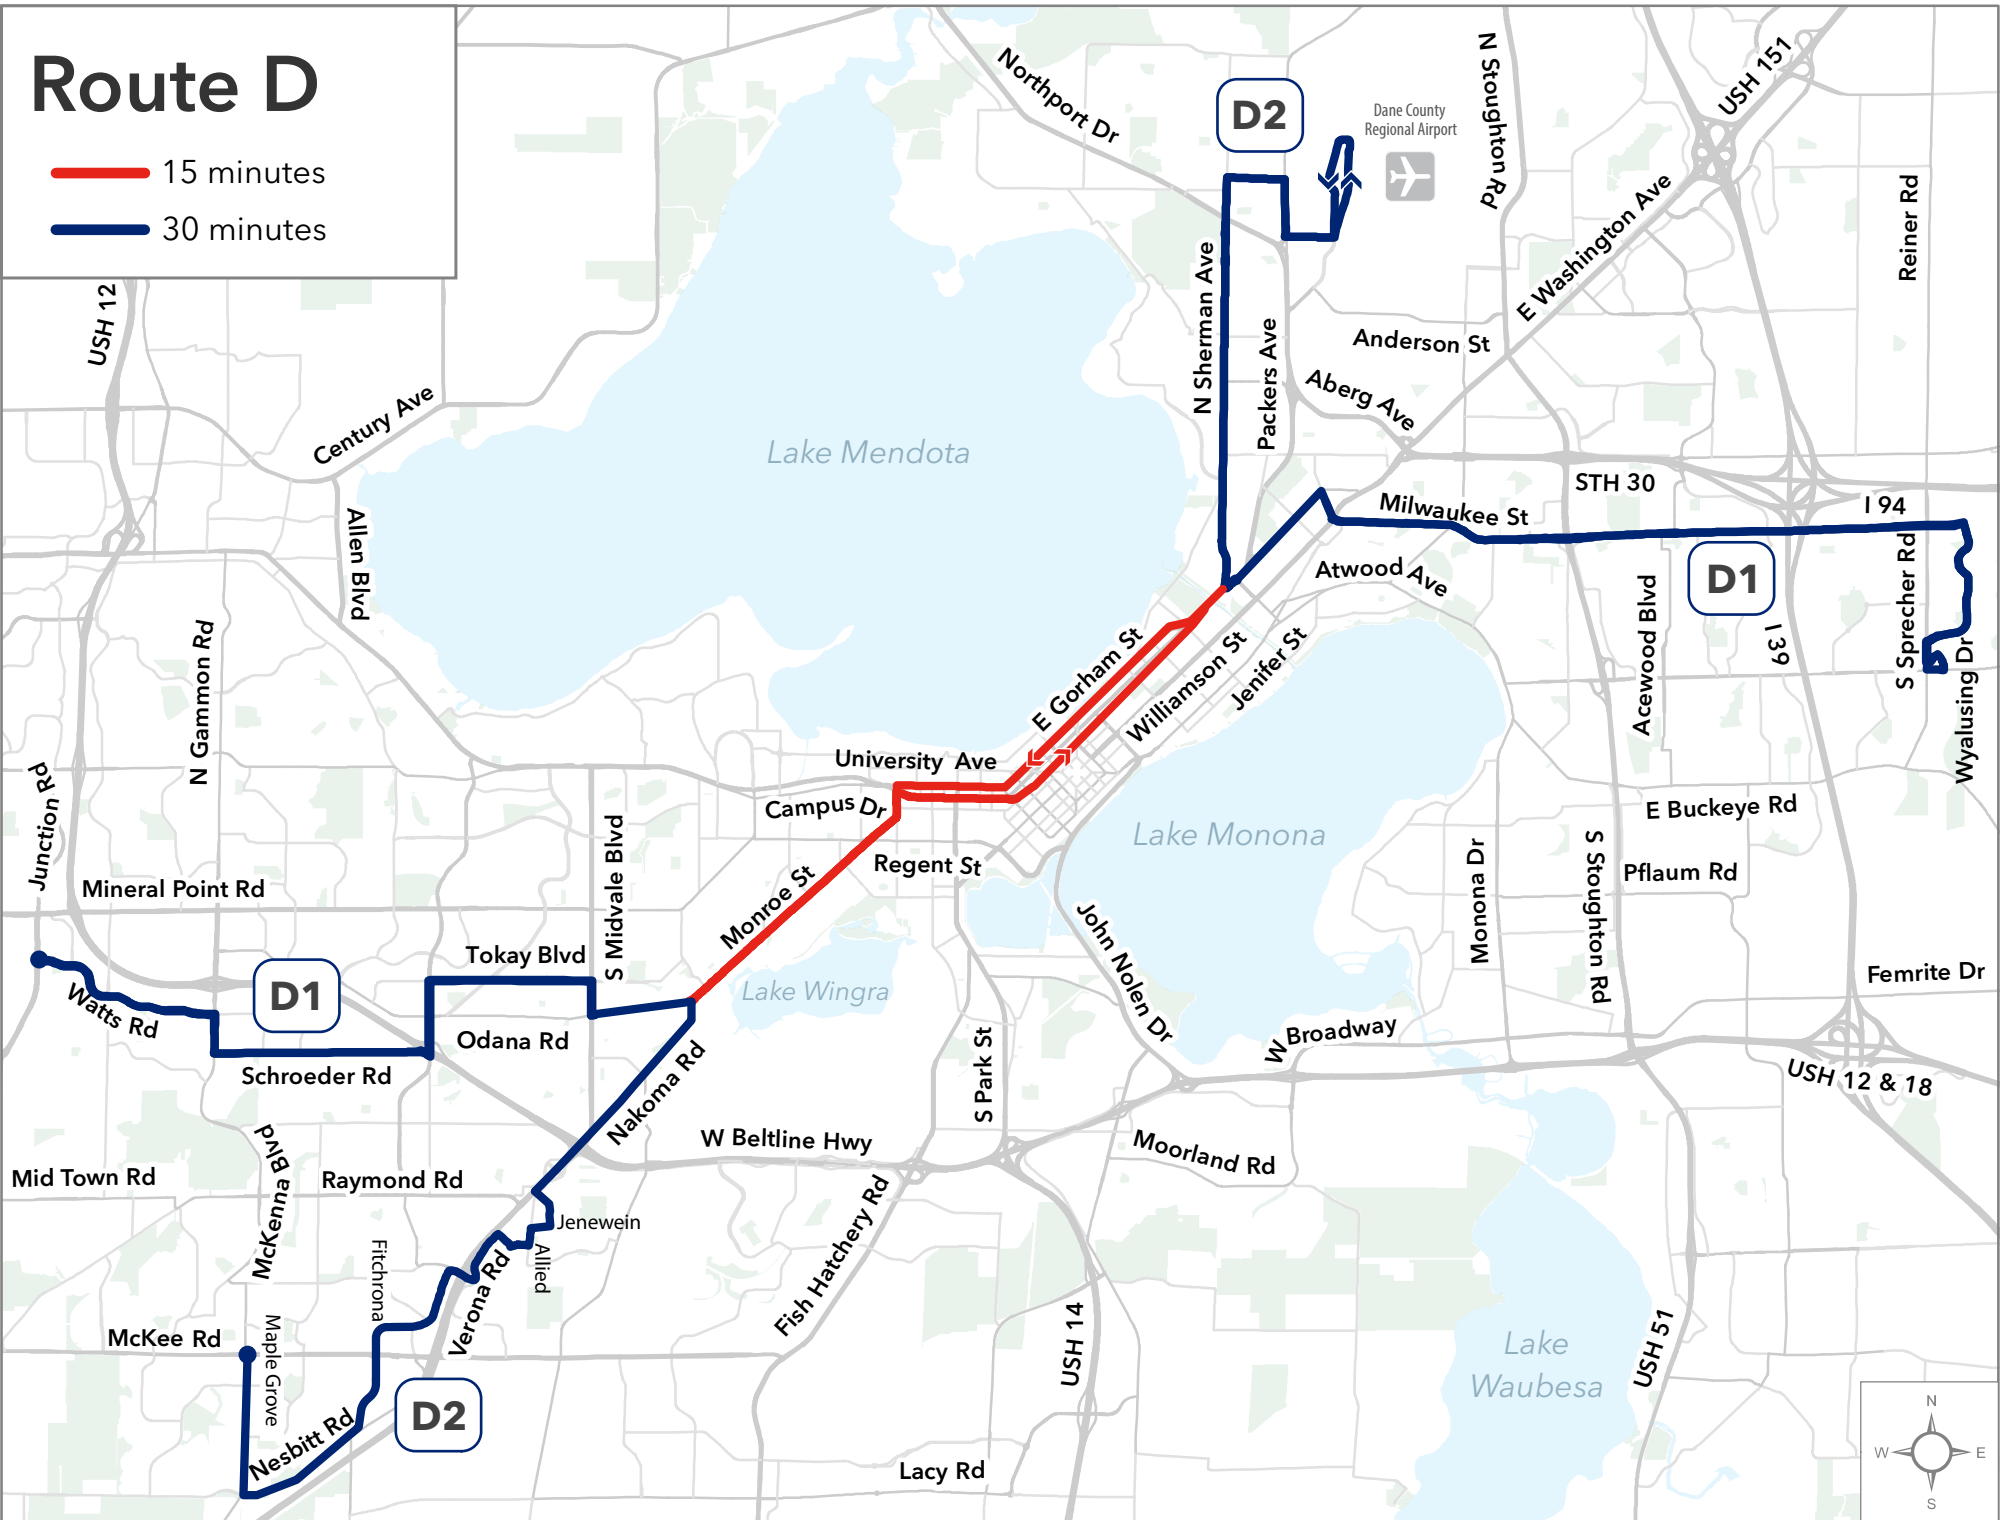 Route D
15 minutes
30 minutes
D2
Dane County
Regional Airport
Northport Dr
N Stoughton Rd
USH 151
Reiner Rd
USH 12
Century Ave
N Sherman Ave
Packers Ave
E Washington Ave
Anderson St
Aberg Ave
Lake Mendota
STH 30
I 94
Milwaukee St
Allen Blvd
Atwood Ave
D1
Acewood Blvd
I 39
S Sprecher Rd
Wyalusing Dr
N Gammon Rd
E Gorham St
Williamson St
Jenifer St
University Ave
Campus Dr
Regent St
Junction Rd
Mineral Point Rd
S Midvale Blvd
Monroe St
Lake Monona
E Buckeye Rd
Pflaum Rd
Monona Dr
S Stoughton Rd
Femrite Dr
Tokay Blvd
D1
Watts Rd
Odana Rd
Schroeder Rd
Lake Wingra
John Nolen Dr
W Broadway
USH 12 & 18
Nakoma Rd
S Park St
W Beltline Hwy
Moorland Rd
McKenna Blvd
Mid Town Rd
Raymond Rd
Jenewein
Allied
Fitchrona
Verona Rd
Fish Hatchery Rd
McKee Rd
Maple Grove
Nesbitt Rd
D2
USH 14
Lake
Waubesa
USH 51
Lacy Rd
N
W
E
S